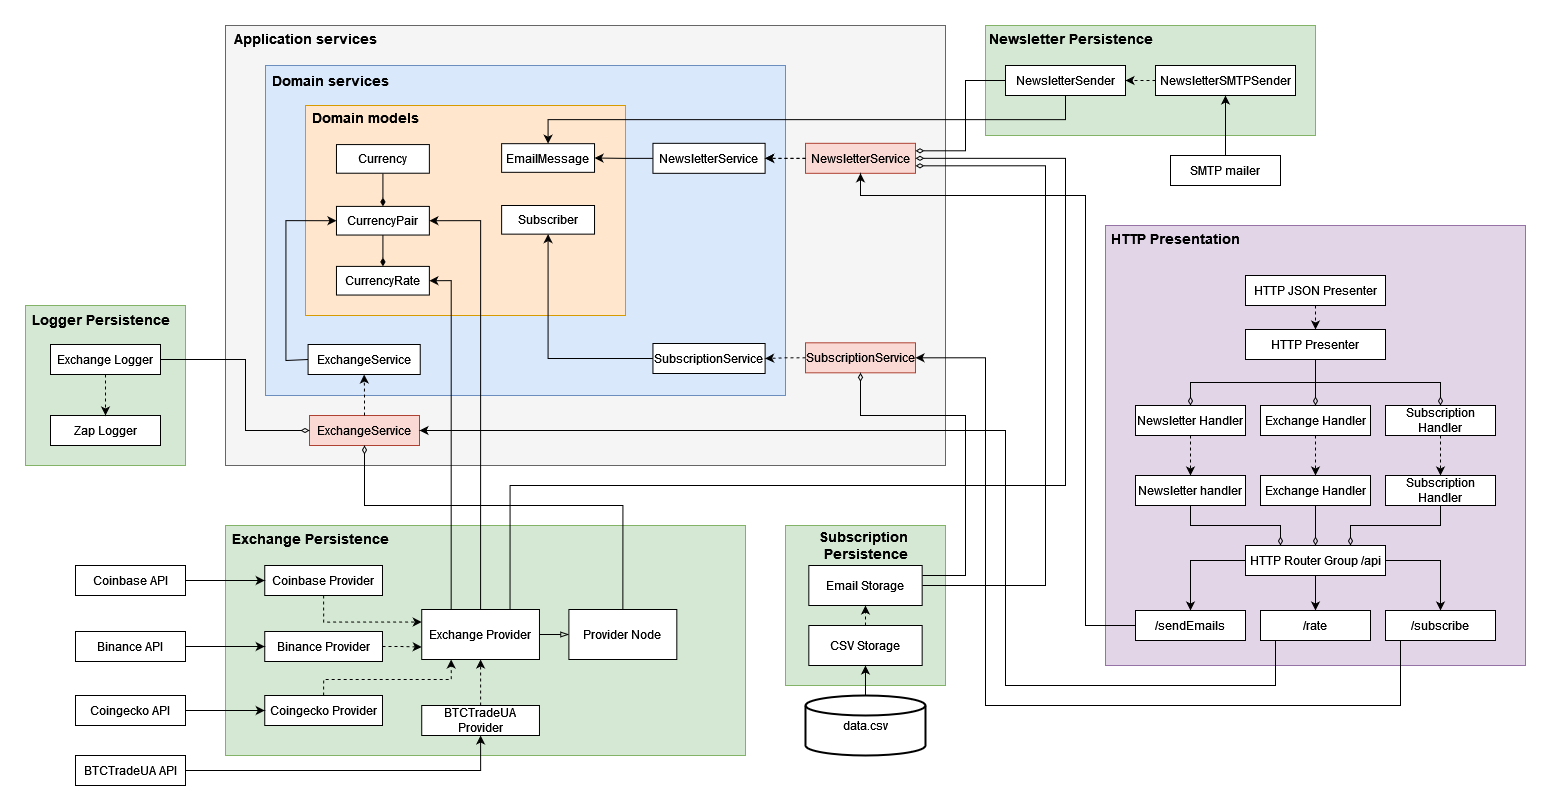 Application services
Domain services
Domain models
Currency
CurrencyPair
CurrencyRate
EmailMessage
Subscriber
NewsletterService
NewsletterService
ExchangeService
SubscriptionService
SubscriptionService
ExchangeService
Newsletter Persistence
NewsletterSender
NewsletterSMTPSender
SMTP mailer
Logger Persistence
Exchange Logger
Zap Logger
HTTP Presentation
HTTP JSON Presenter
HTTP Presenter
Newsletter Handler
Exchange Handler
Subscription
Handler
Newsletter handler
Exchange Handler
Subscription
Handler
HTTP Router Group /api
/sendEmails
/rate
/subscribe
Exchange Persistence
Coinbase API
Coinbase Provider
Binance API
Binance Provider
Coingecko API
Coingecko Provider
BTCTradeUA API
BTCTradeUA
Provider
Exchange Provider
Provider Node
Subscription
Persistence
Email Storage
CSV Storage
data.csv